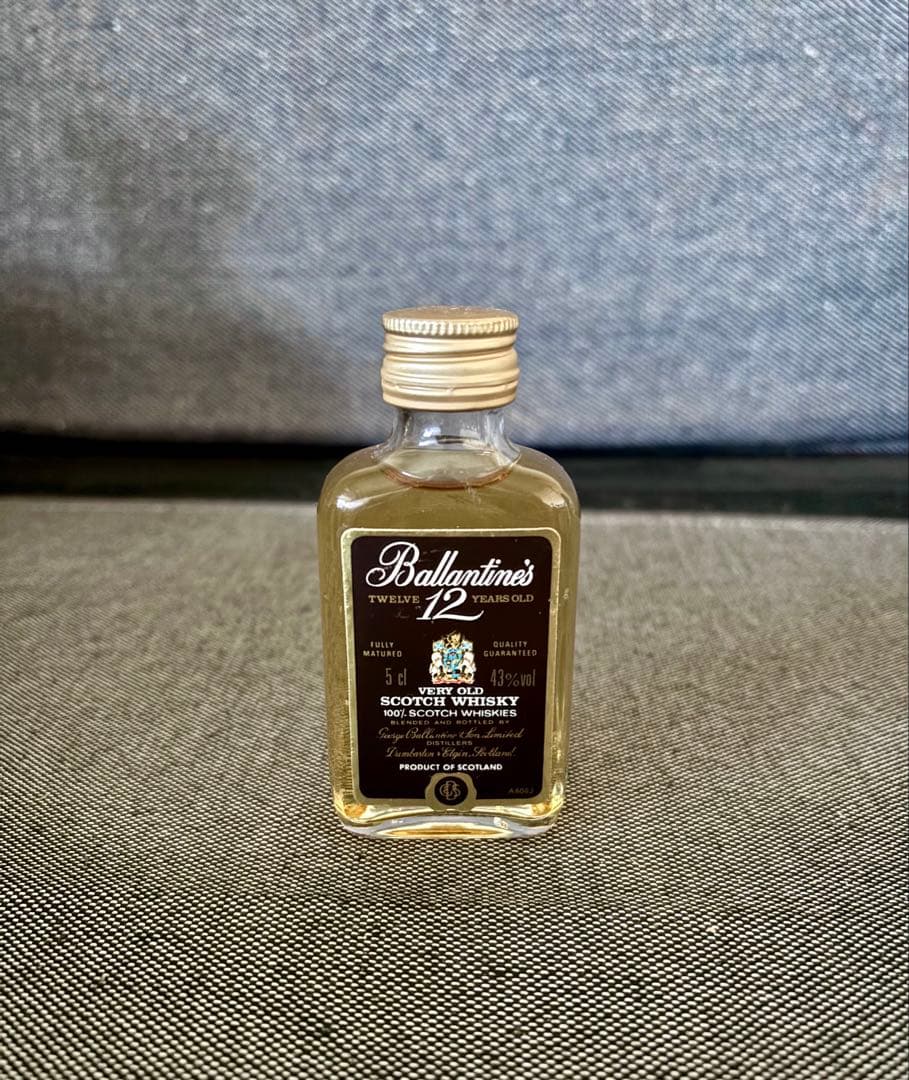 Ballantine's
TWELVE 12 YEARS OLD
FULLY MATURED
QUALITY GUARANTEED
5 cl 43%vol
VERY OLD
SCOTCH WHISKY
100% SCOTCH WHISKIES
BLENDED AND BOTTLED BY
George Ballantine & Son Limited
DISTILLERS
Dumbarton & Elgin, Scotland.
PRODUCT OF SCOTLAND